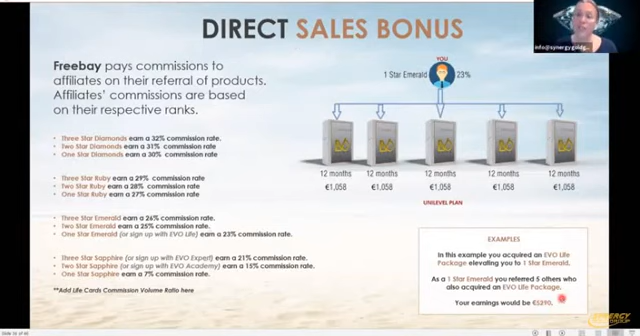 DIRECT SALES BONUS
info@synergygoldg
Freebay pays commissions to
affiliates on their referral of products.
Affiliates' commissions are based
on their respective ranks.
Three Star Diamonds earn a 32% commission rate.
Two Star Diamonds earn a 31% commission rate
One Star Diamonds earn a 30% commission rate
Three Star Ruby earn a 29% commission rate
Two Star Ruby earn a 28% commission rate
One Star Ruby earn a 27% commission rate
Three Star Emerald earn a 26% commission rate.
Two Star Emerald earn a 25% commission rate.
One Star Emerald (or sign up with EVO Life) earn a 23% commission rate.
Three Star Sapphire (or sign up with EVO Expert) earn a 21% commission rate.
Two Star Sapphire (or sign up with EVO Academy) earn a 15% commission rate.
One Star Sapphire earn a 7% commission rate.
**Add Life Cards Commission Volume Ratio here
YOU
1 Star Emerald 23%
12 months 12 months 12 months 12 months 12 months
€1,058 €1,058 €1,058 €1,058 €1,058
UNILEVEL PLAN
EXAMPLES
In this example you acquired an EVO Life
Package elevating you to 1 Star Emerald.
As a 1 Star Emerald you referred 5 others who
also acquired an EVO Life Package.
Your earnings would be €5290.
SYNERGY